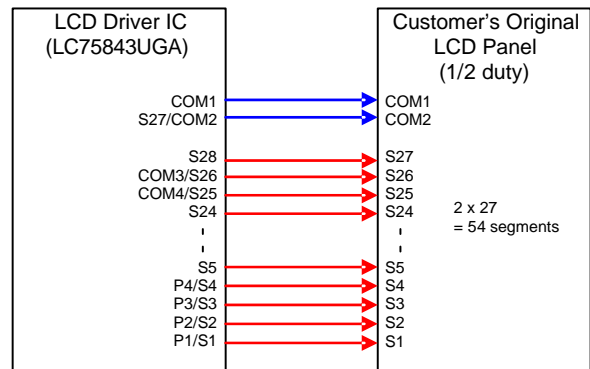 LCD Driver IC
(LC75843UGA)
Customer's Original
LCD Panel
(1/2 duty)
COM1
COM1
S27/COM2
COM2
S28
S27
COM3/S26
S26
COM4/S25
S25
S24
S24
2 x 27
= 54 segments
S5
S5
P4/S4
S4
P3/S3
S3
P2/S2
S2
P1/S1
S1